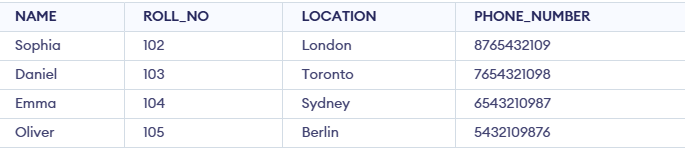 NAME ROLL_NO LOCATION PHONE_NUMBER
Sophia 102 London 8765432109
Daniel 103 Toronto 7654321098
Emma 104 Sydney 6543210987
Oliver 105 Berlin 5432109876